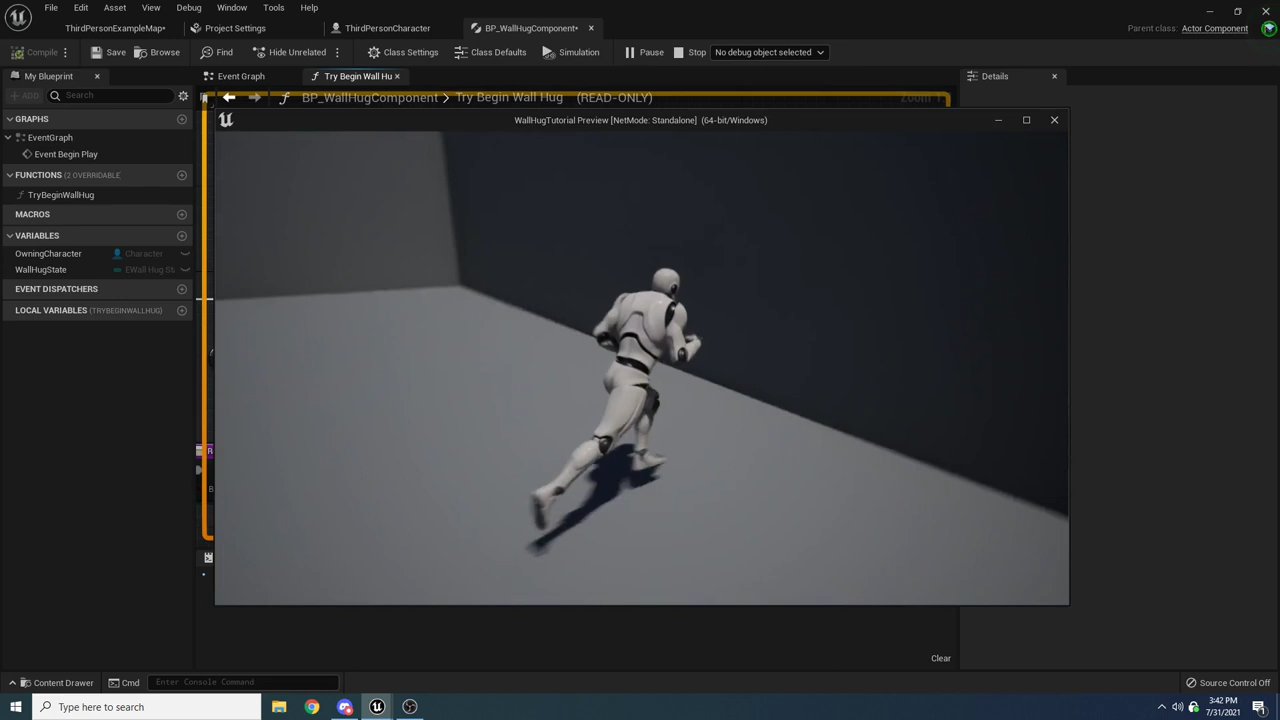 File Edit Asset View Debug Window Tools Help
ThirdPersonExampleMap* Project Settings ThirdPersonCharacter BP_WallHugComponent* Parent class: Actor Component
Compile Save Browse Find Hide Unrelated Class Settings Class Defaults Simulation Pause Stop No debug object selected
My Blueprint Event Graph Try Begin Wall Hu Details
ADD Search BP_WallHugComponent Try Begin Wall Hug (READ-ONLY)
GRAPHS WallHugTutorial Preview [NetMode: Standalone] (64-bit/Windows)
EventGraph
Event Begin Play
FUNCTIONS (2 OVERRIDABLE
TryBeginWallHug
MACROS
VARIABLES
OwningCharacter Character
WallHugState EWall Hug St
EVENT DISPATCHERS
LOCAL VARIABLES (TRYBEGINWALLHUG)
Clear
Content Drawer Cmd Enter Console Command Source Control Off
Type here to search 3:42 PM
7/31/2021